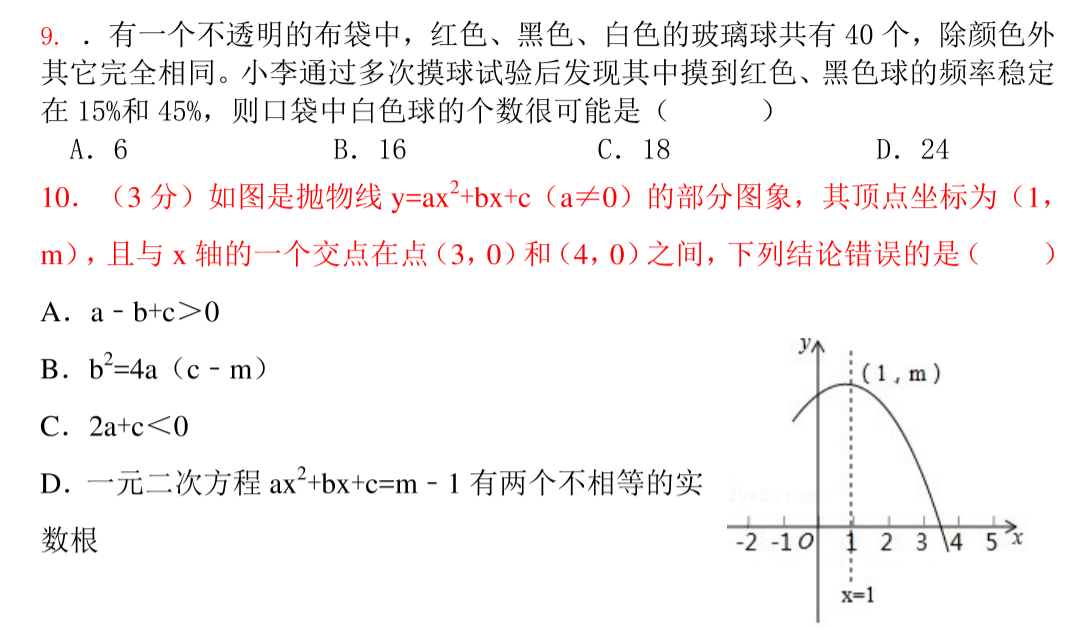 9. ．有一个不透明的布袋中，红色、黑色、白色的玻璃球共有 40 个，除颜色外
其它完全相同。小李通过多次摸球试验后发现其中摸到红色、黑色球的频率稳定
在 15%和 45%，则口袋中白色球的个数很可能是（　　　）
A．6　　B．16　　C．18　　D．24
10．（3 分）如图是抛物线 y=ax²+bx+c（a≠0）的部分图象，其顶点坐标为（1，
m），且与 x 轴的一个交点在点（3，0）和（4，0）之间，下列结论错误的是（　　）
A．a﹣b+c＞0
B．b²=4a（c﹣m）
C．2a+c＜0
D．一元二次方程 ax²+bx+c=m﹣1 有两个不相等的实
数根
y
(1,m)
-2 -1 O 1 2 3 4 5 x
x=1